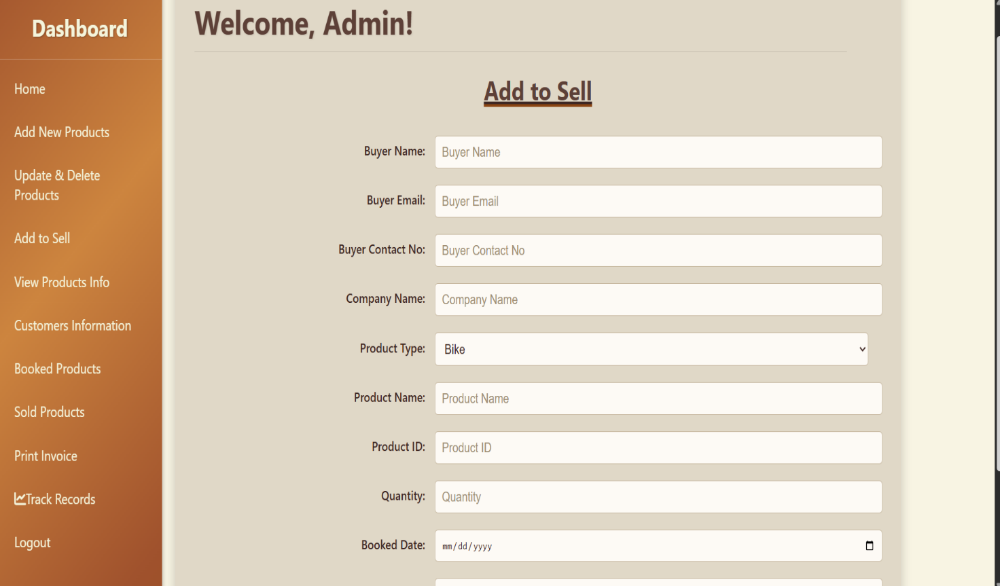 Dashboard
Home
Add New Products
Update & Delete
Products
Add to Sell
View Products Info
Customers Information
Booked Products
Sold Products
Print Invoice
Track Records
Logout
Welcome, Admin!
Add to Sell
Buyer Name: Buyer Name
Buyer Email: Buyer Email
Buyer Contact No: Buyer Contact No
Company Name: Company Name
Product Type: Bike
Product Name: Product Name
Product ID: Product ID
Quantity: Quantity
Booked Date: mm/dd/yyyy